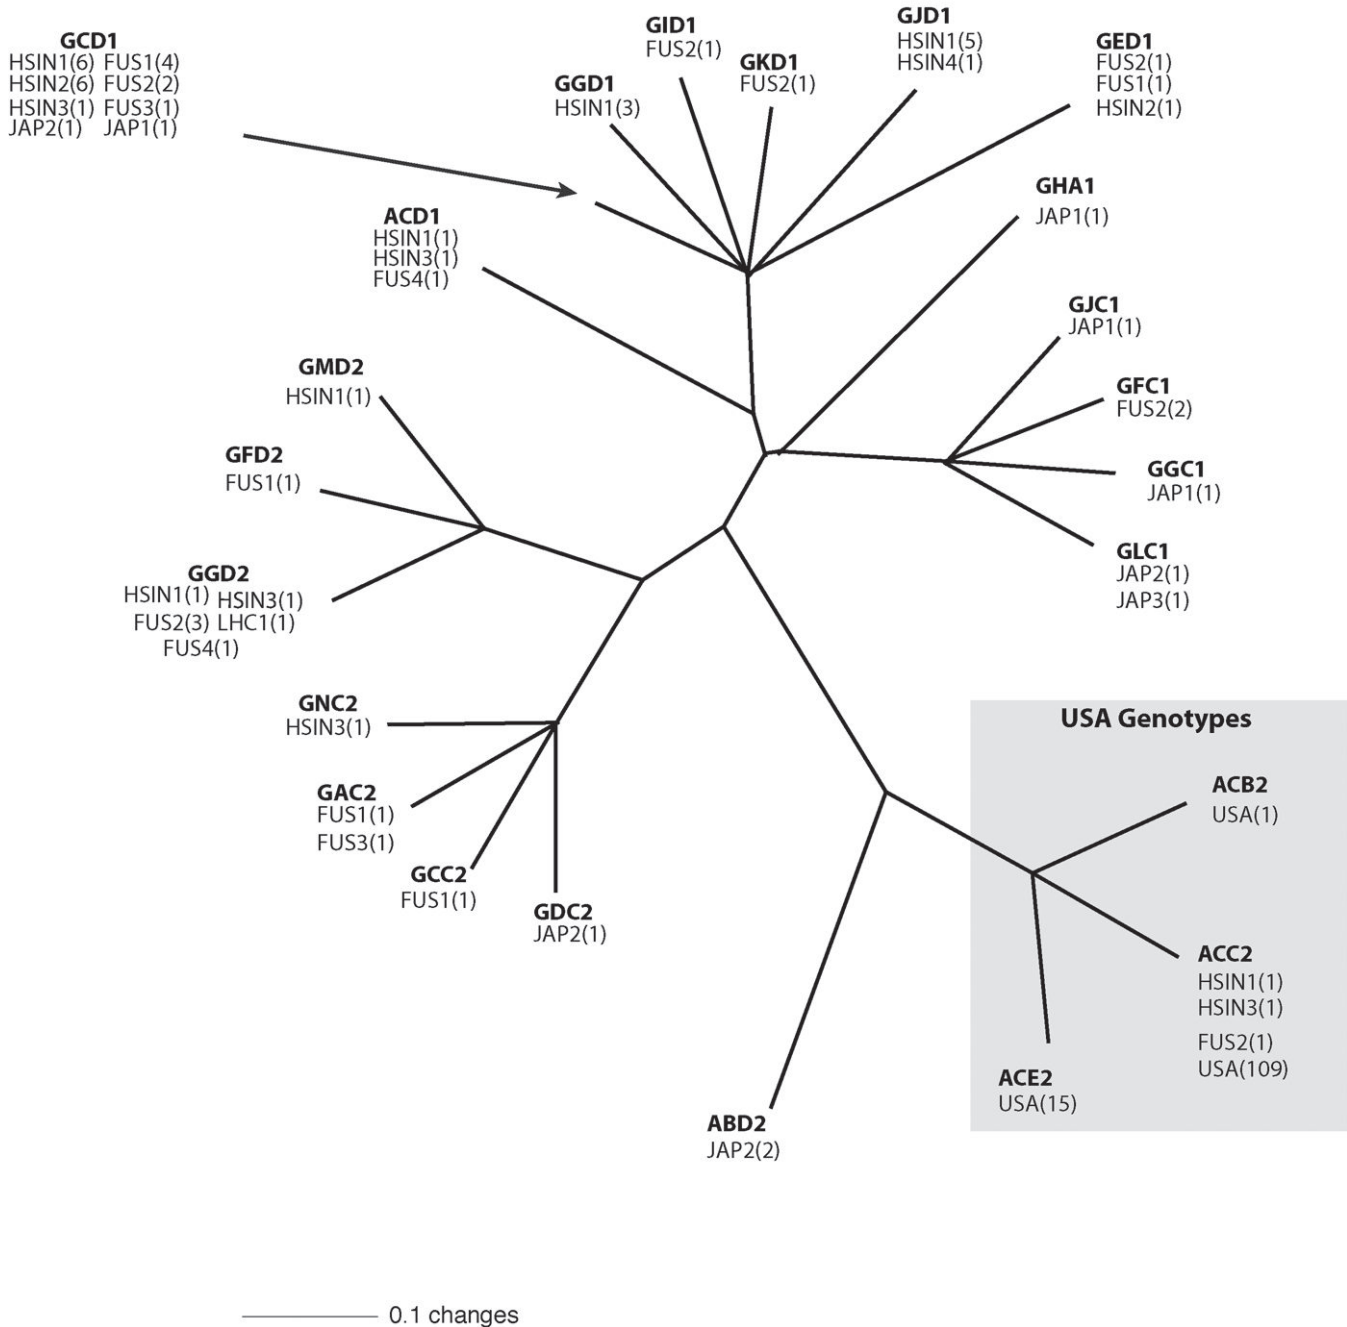 GCD1
HSIN1(6) FUS1(4)
HSIN2(6) FUS2(2)
HSIN3(1) FUS3(1)
JAP2(1) JAP1(1)
GID1
FUS2(1)
GKD1
FUS2(1)
GGD1
HSIN1(3)
GJD1
HSIN1(5)
HSIN4(1)
GED1
FUS2(1)
FUS1(1)
HSIN2(1)
GHA1
JAP1(1)
ACD1
HSIN1(1)
HSIN3(1)
FUS4(1)
GJC1
JAP1(1)
GFC1
FUS2(2)
GGC1
JAP1(1)
GLC1
JAP2(1)
JAP3(1)
GMD2
HSIN1(1)
GFD2
FUS1(1)
GGD2
HSIN1(1) HSIN3(1)
FUS2(3) LHC1(1)
FUS4(1)
GNC2
HSIN3(1)
GAC2
FUS1(1)
FUS3(1)
GCC2
FUS1(1)
GDC2
JAP2(1)
USA Genotypes
ACB2
USA(1)
ACC2
HSIN1(1)
HSIN3(1)
FUS2(1)
USA(109)
ACE2
USA(15)
ABD2
JAP2(2)
0.1 changes